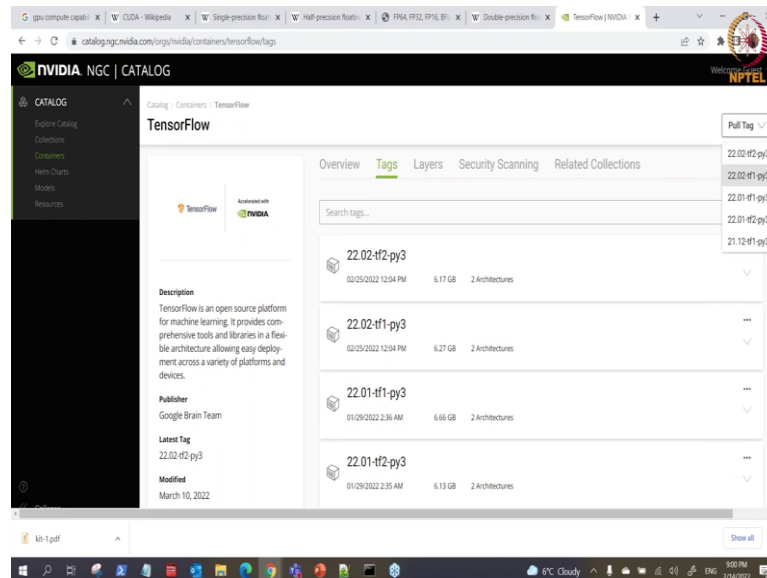 gpu compute capabil
CUDA - Wikipedia
Single-precision floati
Half-precision floating
FP64, FP32, FP16, BFL
Double-precision flo
TensorFlow | NVIDIA
catalog.ngc.nvidia.com/orgs/nvidia/containers/tensorflow/tags
NVIDIA. NGC | CATALOG
Welcome Guest
NPTEL
CATALOG
Explore Catalog
Collections
Containers
Helm Charts
Models
Resources
Catalog > Containers > TensorFlow
TensorFlow
Pull Tag
22.02-tf2-py3
22.02-tf1-py3
22.01-tf1-py3
22.01-tf2-py3
21.12-tf1-py3
TensorFlow
Accelerated with
NVIDIA
Description
TensorFlow is an open source platform
for machine learning. It provides com-
prehensive tools and libraries in a flexi-
ble architecture allowing easy deploy-
ment across a variety of platforms and
devices.
Publisher
Google Brain Team
Latest Tag
22.02-tf2-py3
Modified
March 10, 2022
Overview Tags Layers Security Scanning Related Collections
Search tags...
22.02-tf2-py3
02/25/2022 12:04 PM 6.17 GB 2 Architectures
22.02-tf1-py3
02/25/2022 12:04 PM 6.27 GB 2 Architectures
22.01-tf1-py3
01/29/2022 2:36 AM 6.66 GB 2 Architectures
22.01-tf2-py3
01/29/2022 2:35 AM 6.13 GB 2 Architectures
kit-1.pdf
Show all
6°C Cloudy
ENG
9:00 PM
3/14/2022